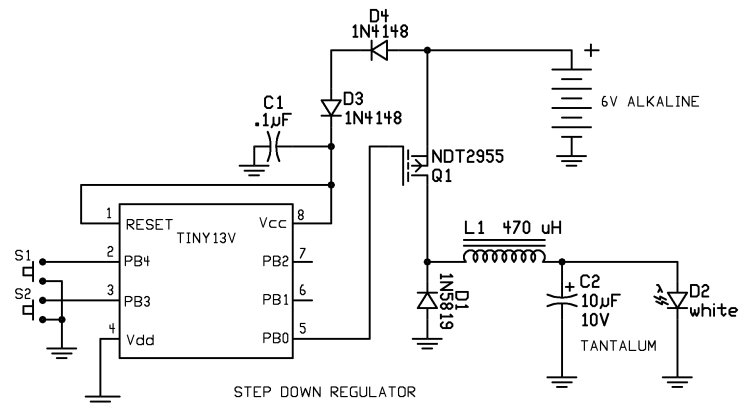 D4
1N4148
+
C1
.1µF
D3
1N4148
6V ALKALINE
NDT2955
Q1
1
RESET
Vcc
8
TINY13V
L1 470 uH
S1
2
PB4
PB2
7
S2
3
PB3
PB1
6
4
Vdd
PB0
5
D1
1N5819
+
C2
10µF
10V
TANTALUM
D2
white
STEP DOWN REGULATOR